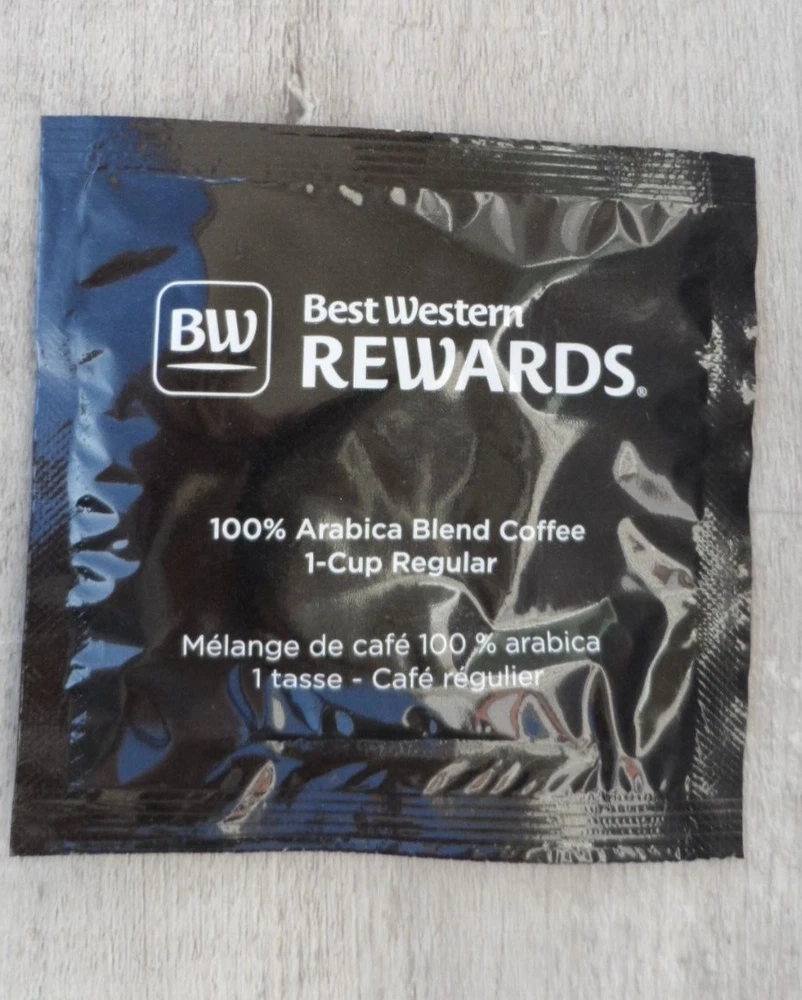 BW
Best Western
REWARDS®
100% Arabica Blend Coffee
1-Cup Regular
Mélange de café 100 % arabica
1 tasse - Café régulier